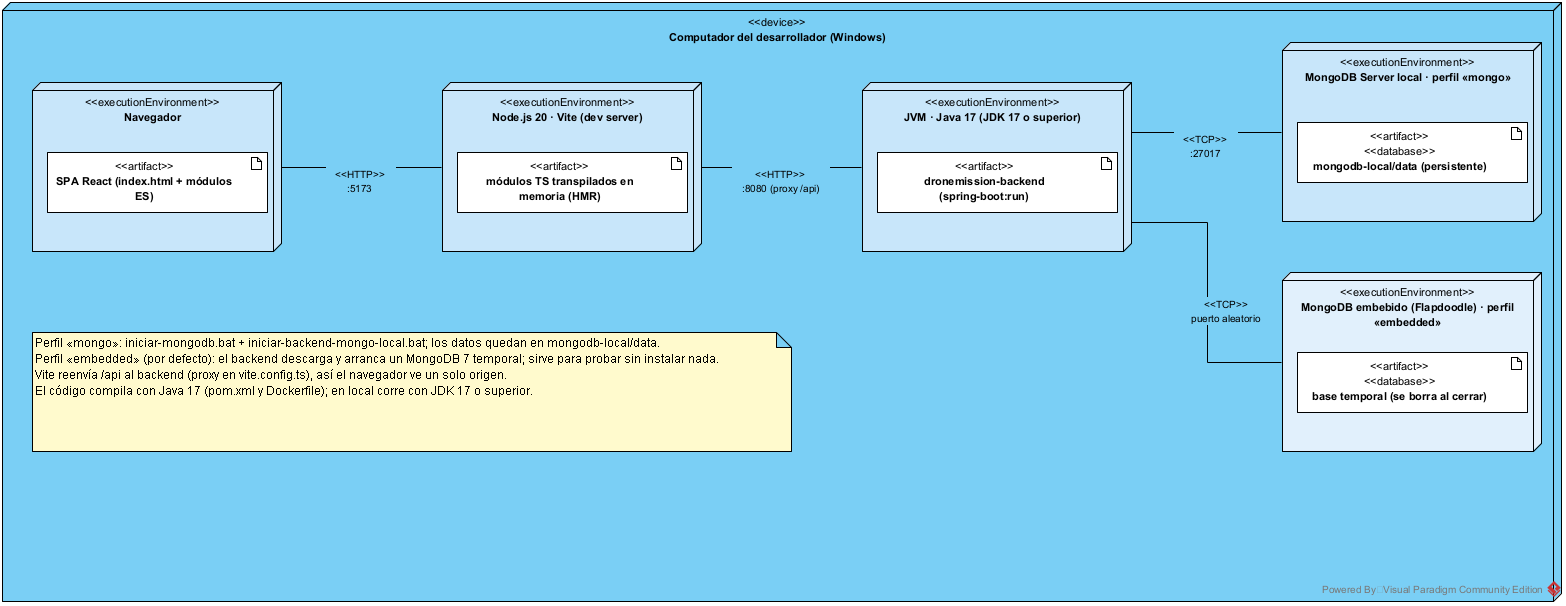 <<device>>
Computador del desarrollador (Windows)
<<executionEnvironment>>
Navegador
<<artifact>>
SPA React (index.html + módulos
ES)
<<HTTP>>
:5173
<<executionEnvironment>>
Node.js 20 · Vite (dev server)
<<artifact>>
módulos TS transpilados en
memoria (HMR)
<<HTTP>>
:8080 (proxy /api)
<<executionEnvironment>>
JVM · Java 17 (JDK 17 o superior)
<<artifact>>
dronemission-backend
(spring-boot:run)
<<TCP>>
:27017
<<executionEnvironment>>
MongoDB Server local · perfil «mongo»
<<artifact>>
<<database>>
mongodb-local/data (persistente)
<<TCP>>
puerto aleatorio
<<executionEnvironment>>
MongoDB embebido (Flapdoodle) · perfil
«embedded»
<<artifact>>
<<database>>
base temporal (se borra al cerrar)
Perfil «mongo»: iniciar-mongodb.bat + iniciar-backend-mongo-local.bat; los datos quedan en mongodb-local/data.
Perfil «embedded» (por defecto): el backend descarga y arranca un MongoDB 7 temporal; sirve para probar sin instalar nada.
Vite reenvía /api al backend (proxy en vite.config.ts), así el navegador ve un solo origen.
El código compila con Java 17 (pom.xml y Dockerfile); en local corre con JDK 17 o superior.
Powered By Visual Paradigm Community Edition